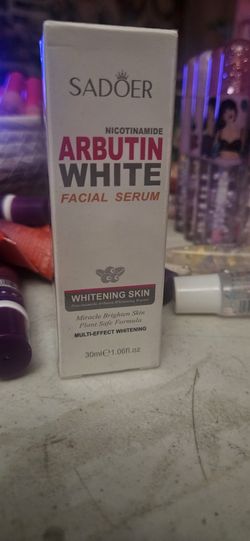 SADOER
NICOTINAMIDE
ARBUTIN
WHITE
FACIAL SERUM
WHITENING SKIN
Miracle Brighten Skin
Plant Safe Formula
MULTI-EFFECT WHITENING
30ml℮1.06fl.oz